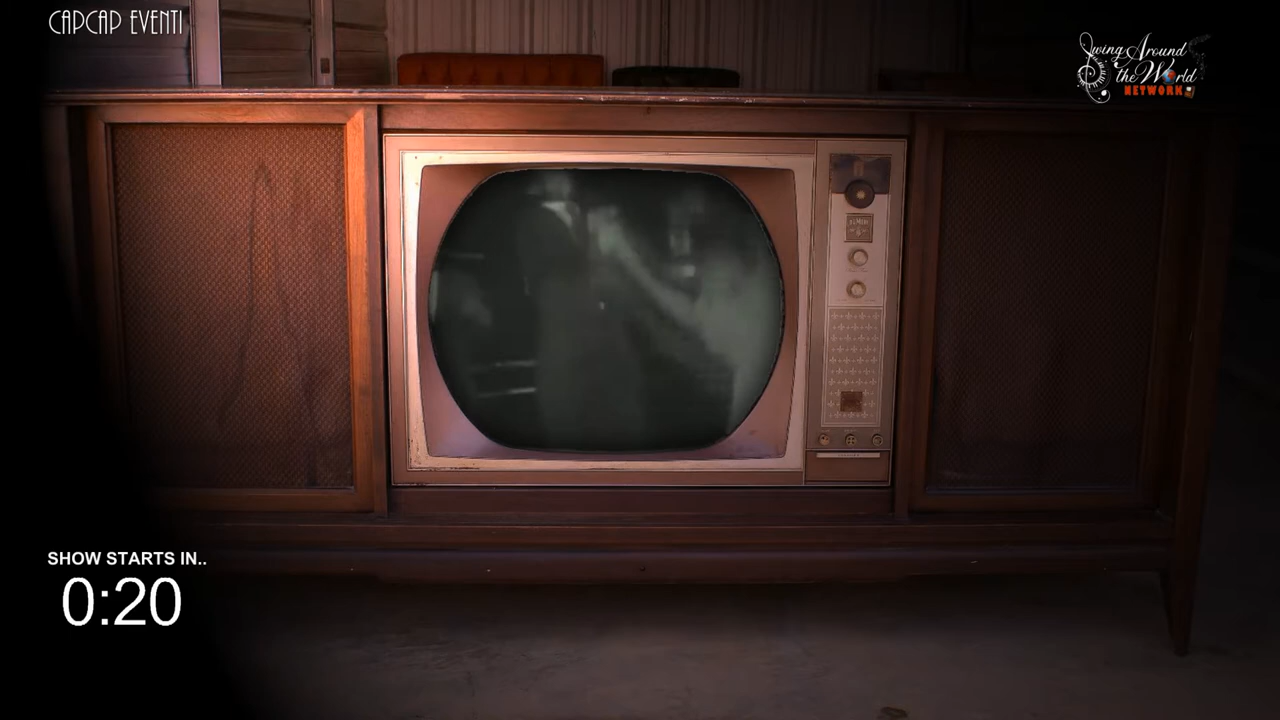 CAPCAP EVENTI
Swing Around
the World
NETWORK
SHOW STARTS IN..
0:20